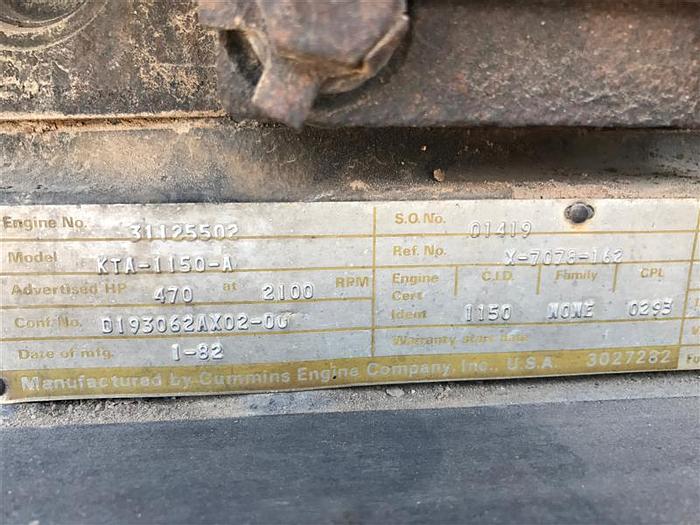 Engine No. 31125502
Model KTA-1150-A
Advertised HP 470 at 2100 RPM
Conf. No. D193062AX02-00
Date of mfg. 1-82
S.O. No. 01419
Ref. No. X-7078-162
Engine Cert Ident
C.I.D. Family CPL
1150 NONE 0293
Warranty start date
Manufactured by Cummins Engine Company, Inc., U.S.A. 3027282